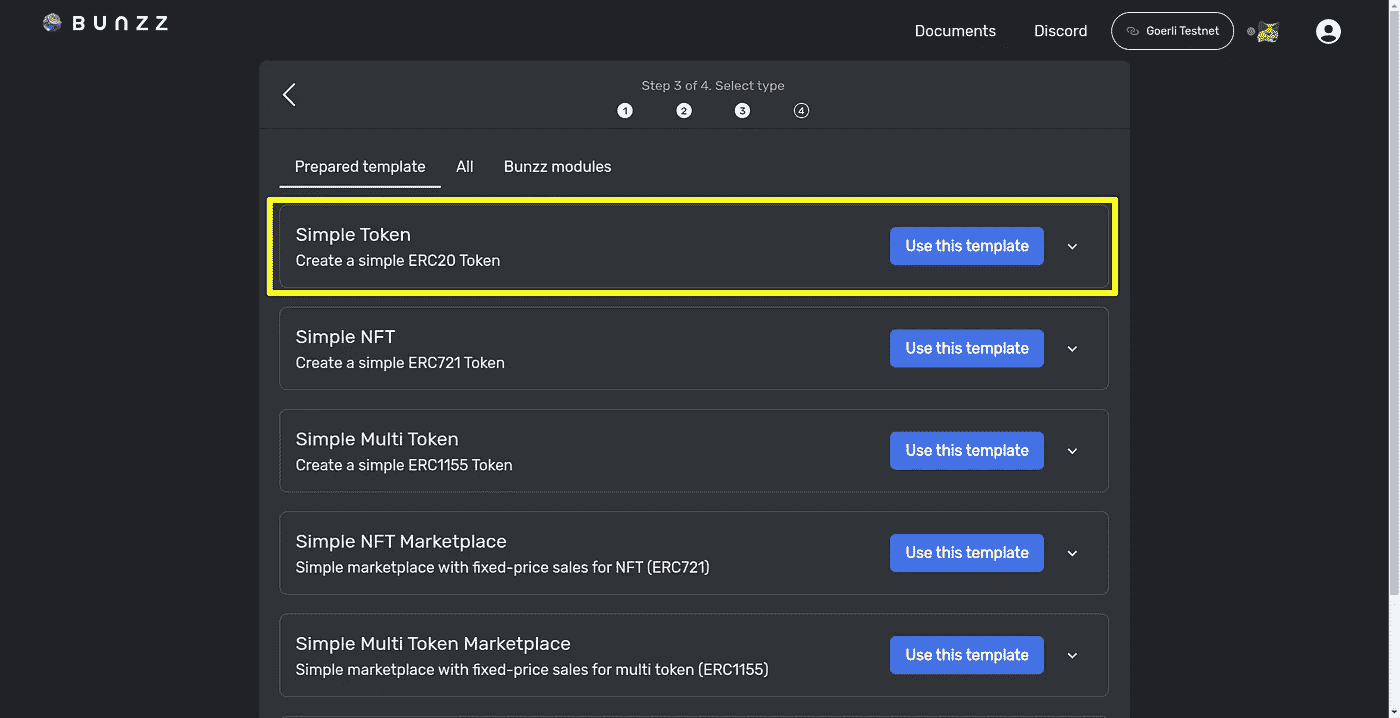 BUNZZ
Documents
Discord
Goerli Testnet
Step 3 of 4. Select type
1
2
3
4
Prepared template
All
Bunzz modules
Simple Token
Create a simple ERC20 Token
Use this template
Simple NFT
Create a simple ERC721 Token
Use this template
Simple Multi Token
Create a simple ERC1155 Token
Use this template
Simple NFT Marketplace
Simple marketplace with fixed-price sales for NFT (ERC721)
Use this template
Simple Multi Token Marketplace
Simple marketplace with fixed-price sales for multi token (ERC1155)
Use this template